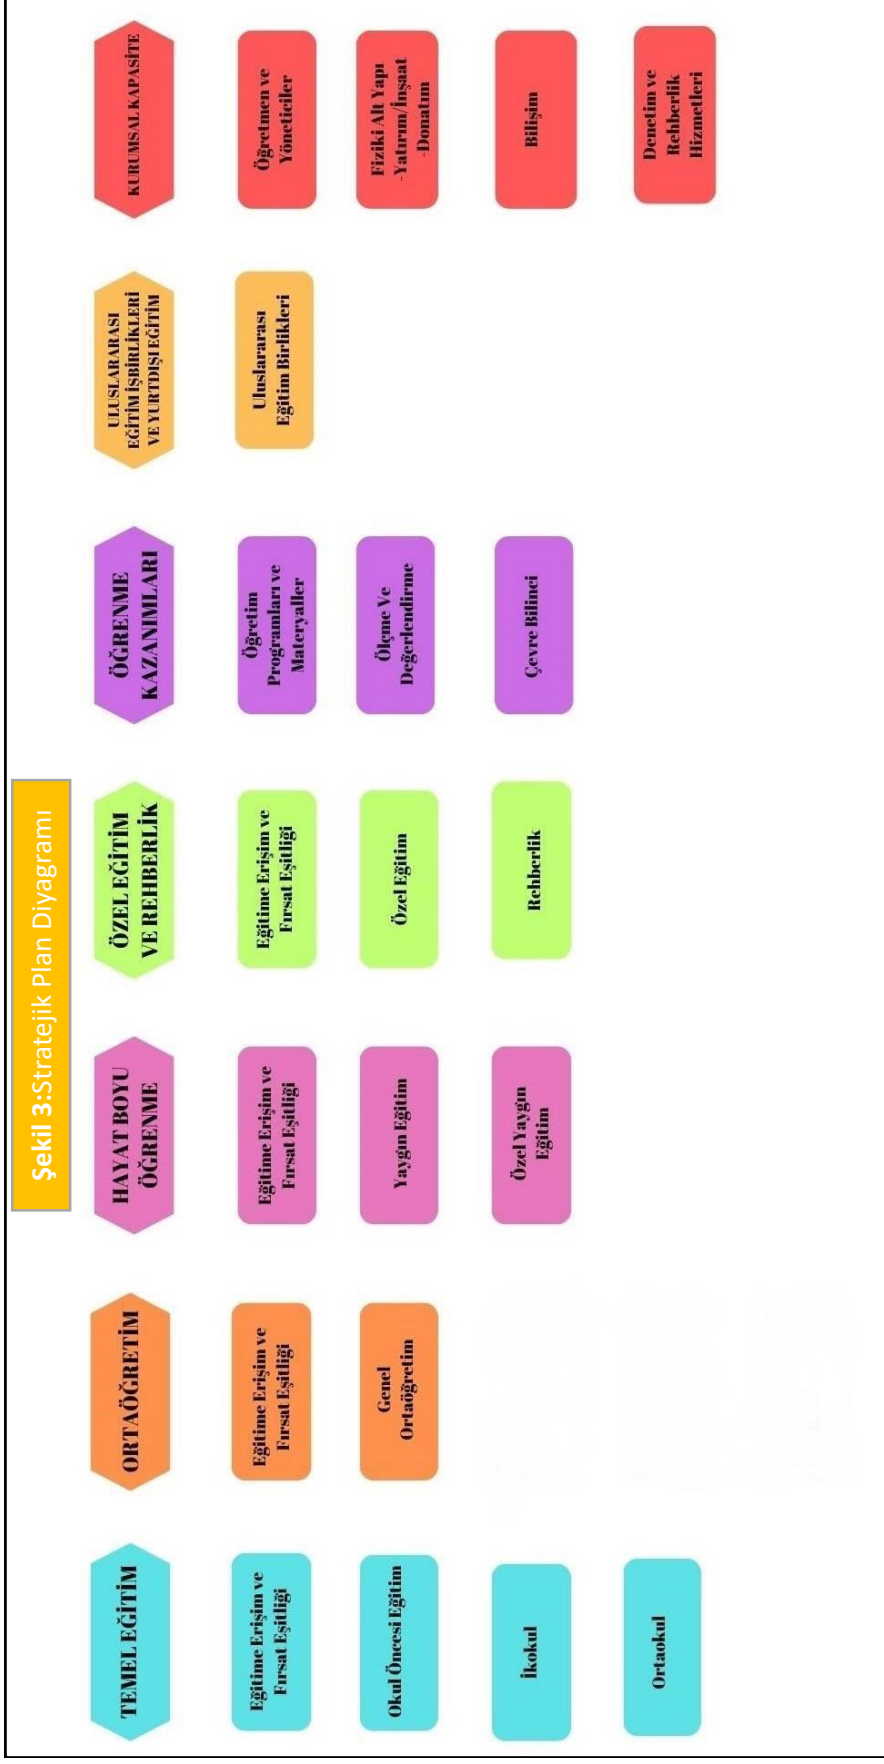 Şekil 3:Stratejik Plan Diyagramı
TEMEL EĞİTİM
Eğitime Erişim ve
Fırsat Eşitliği
Okul Öncesi Eğitim
İkokul
Ortaokul
ORTAÖĞRETİM
Eğitime Erişim ve
Fırsat Eşitliği
Genel
Ortaöğretim
HAYAT BOYU
ÖĞRENME
Eğitime Erişim ve
Fırsat Eşitliği
Yaygın Eğitim
Özel Yaygın
Eğitim
ÖZEL EĞİTİM
VE REHBERLİK
Eğitime Erişim ve
Fırsat Eşitliği
Özel Eğitim
Rehberlik
ÖĞRENME
KAZANIMLARI
Öğretim
Programları ve
Materyaller
Ölçme Ve
Değerlendirme
Çevre Bilinci
ULUSLARARASI
EĞİTİM İŞBİRLİKLERİ
VE YURTDIŞI EĞİTİM
Uluslararası
Eğitim Birlikleri
KURUMSAL KAPASİTE
Öğretmen ve
Yöneticiler
Fiziki Alt Yapı
-Yatırım/İnşaat
-Donatım
Bilişim
Denetim ve
Rehberlik
Hizmetleri